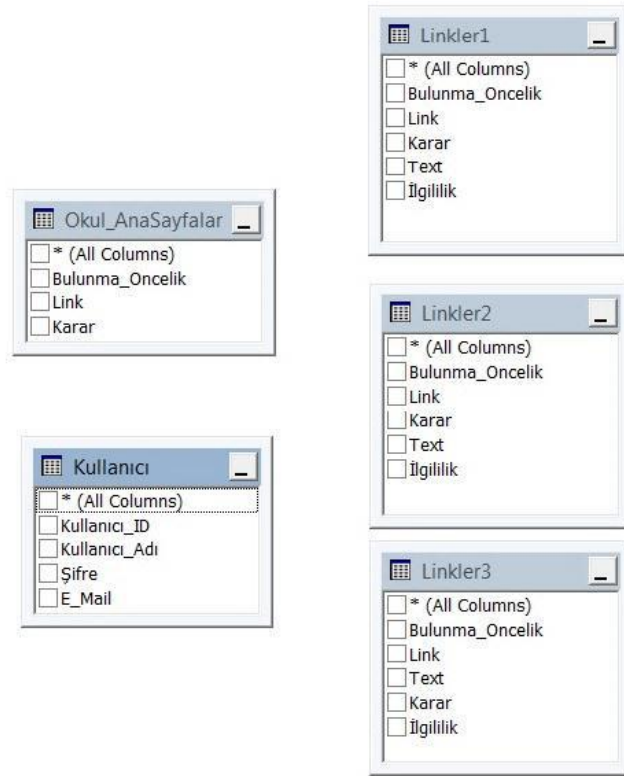 Okul_AnaSayfalar
* (All Columns)
Bulunma_Oncelik
Link
Karar
Kullanıcı
* (All Columns)
Kullanıcı_ID
Kullanıcı_Adı
Şifre
E_Mail
Linkler1
* (All Columns)
Bulunma_Oncelik
Link
Karar
Text
İlgililik
Linkler2
* (All Columns)
Bulunma_Oncelik
Link
Karar
Text
İlgililik
Linkler3
* (All Columns)
Bulunma_Oncelik
Link
Text
Karar
İlgililik